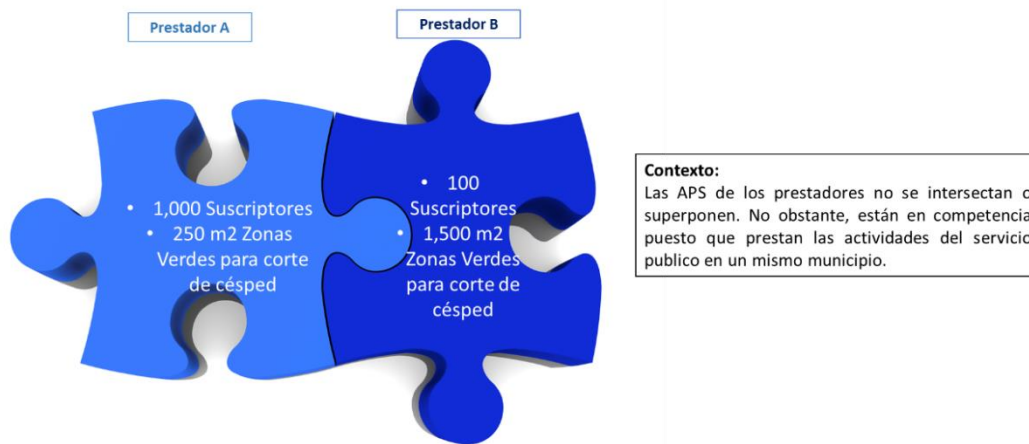 Prestador A
Prestador B
• 1,000 Suscriptores
• 250 m2 Zonas
Verdes para corte
de césped
• 100
Suscriptores
• 1,500 m2
Zonas Verdes
para corte de
césped
Contexto:
Las APS de los prestadores no se intersectan o
superponen. No obstante, están en competencia
puesto que prestan las actividades del servicio
publico en un mismo municipio.